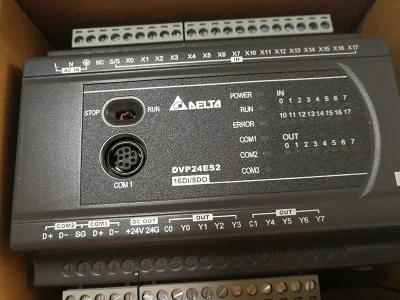 L N ⏚ NC S/S X0 X1 X2 X3 X4 X5 X6 X7 X10 X11 X12 X13 X14 X15 X16 X17
AC IN
IN
STOP RUN
DELTA
POWER IN
0 1 2 3 4 5 6 7
RUN
10 11 12 13 14 15 16 17
ERROR
COM1 OUT
0 1 2 3 4 5 6 7
COM2
COM3
COM 1
DVP24ES2
16DI/8DO
COM2 COM3 DC OUT OUT OUT
D+ D- SG D+ D- +24V 24G C0 Y0 Y1 Y2 Y3 C1 Y4 Y5 Y6 Y7